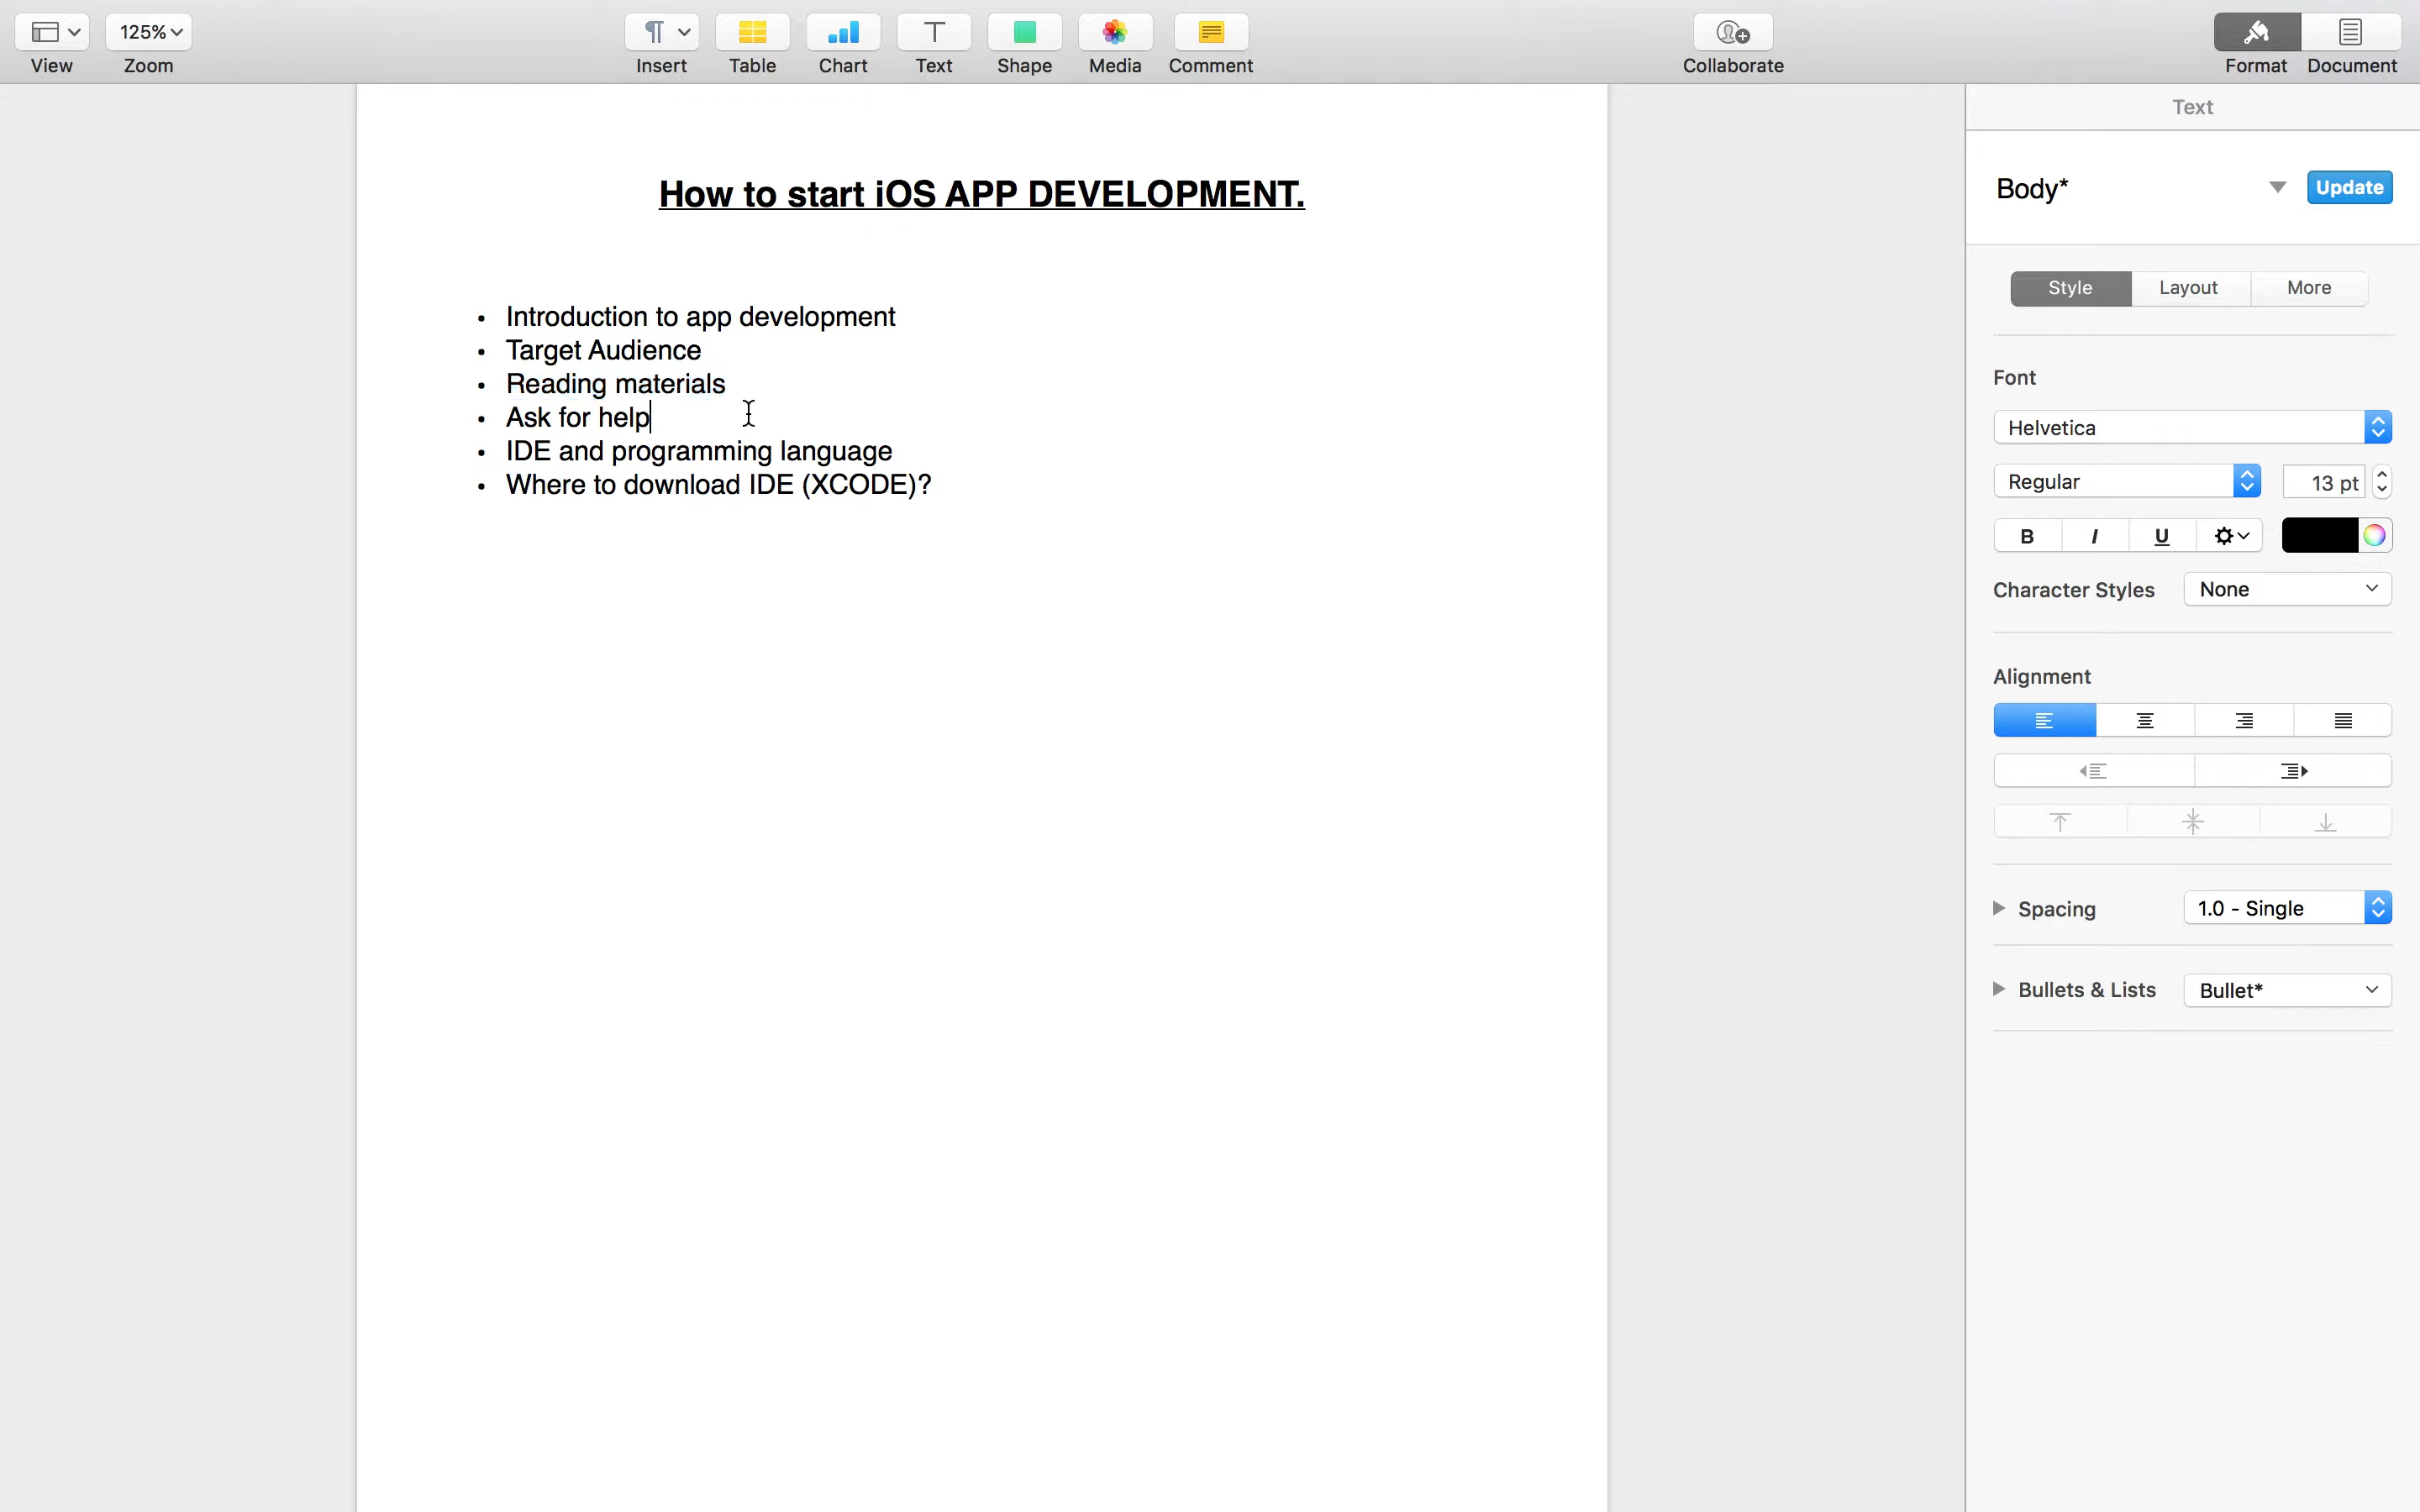 125%
View
Zoom
Insert
Table
Chart
Text
Shape
Media
Comment
Collaborate
Format
Document
Text
How to start iOS APP DEVELOPMENT.
Body*
Update
Style
Layout
More
• Introduction to app development
• Target Audience
• Reading materials
• Ask for help
• IDE and programming language
• Where to download IDE (XCODE)?
Font
Helvetica
Regular
13 pt
B
I
U
Character Styles
None
Alignment
Spacing
1.0 - Single
Bullets & Lists
Bullet*